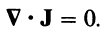 ∇ · J = 0.